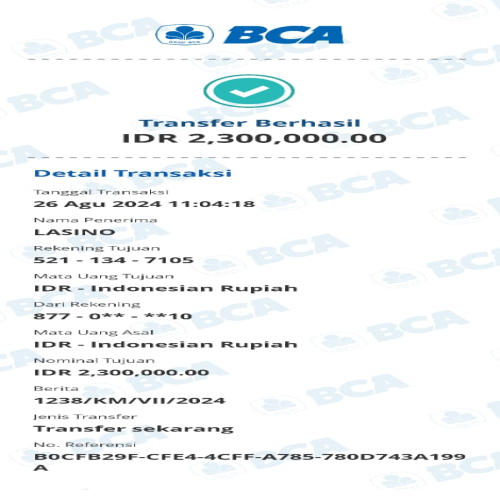 BCA
Transfer Berhasil
IDR 2,300,000.00
Detail Transaksi
Tanggal Transaksi
26 Agu 2024 11:04:18
Nama Penerima
LASINO
Rekening Tujuan
521 - 134 - 7105
Mata Uang Tujuan
IDR - Indonesian Rupiah
Dari Rekening
877 - 0** - **10
Mata Uang Asal
IDR - Indonesian Rupiah
Nominal Tujuan
IDR 2,300,000.00
Berita
1238/KM/VII/2024
Jenis Transfer
Transfer sekarang
No. Referensi
B0CFB29F-CFE4-4CFF-A785-780D743A199
A